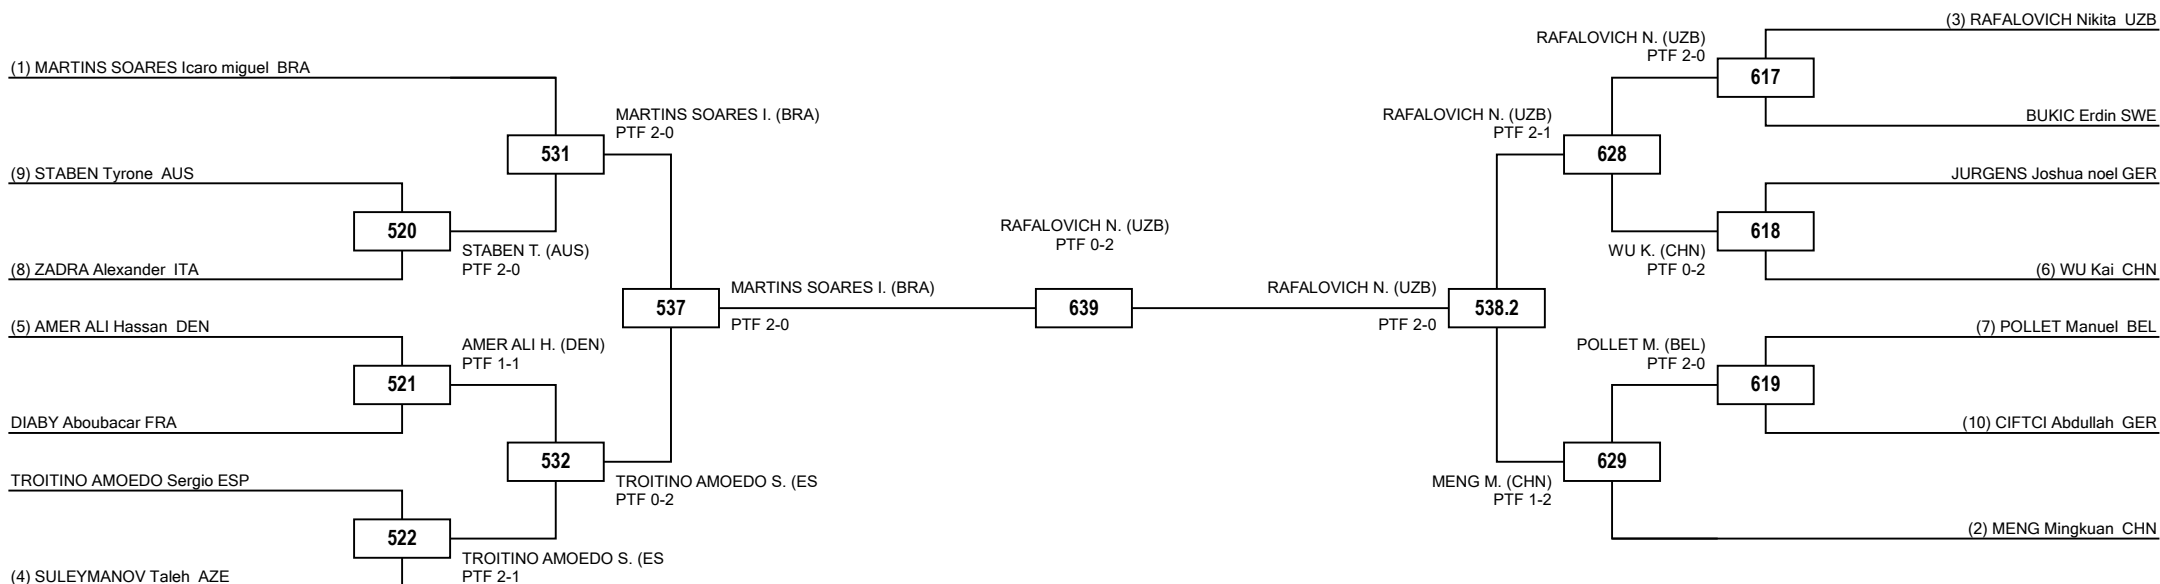 (3) RAFALOVICH Nikita UZB
RAFALOVICH N. (UZB)
PTF 2-0
(1) MARTINS SOARES Icaro miguel BRA
617
MARTINS SOARES I. (BRA)
PTF 2-0
RAFALOVICH N. (UZB)
PTF 2-1
BUKIC Erdin SWE
531
628
(9) STABEN Tyrone AUS
JURGENS Joshua noel GER
520
RAFALOVICH N. (UZB)
PTF 0-2
618
STABEN T. (AUS)
PTF 2-0
WU K. (CHN)
PTF 0-2
(8) ZADRA Alexander ITA
(6) WU Kai CHN
MARTINS SOARES I. (BRA)
RAFALOVICH N. (UZB)
537
639
538.2
PTF 2-0
PTF 2-0
(5) AMER ALI Hassan DEN
(7) POLLET Manuel BEL
AMER ALI H. (DEN)
PTF 1-1
POLLET M. (BEL)
PTF 2-0
521
619
DIABY Aboubacar FRA
(10) CIFTCI Abdullah GER
532
629
TROITINO AMOEDO Sergio ESP
TROITINO AMOEDO S. (ES
PTF 0-2
MENG M. (CHN)
PTF 1-2
522
(2) MENG Mingkuan CHN
TROITINO AMOEDO S. (ES
PTF 2-1
(4) SULEYMANOV Taleh AZE